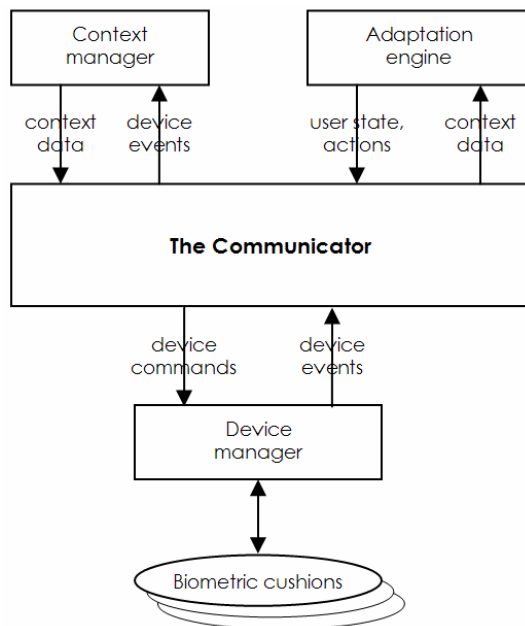 Context
manager
Adaptation
engine
context
data
device
events
user state,
actions
context
data
The Communicator
device
commands
device
events
Device
manager
Biometric cushions